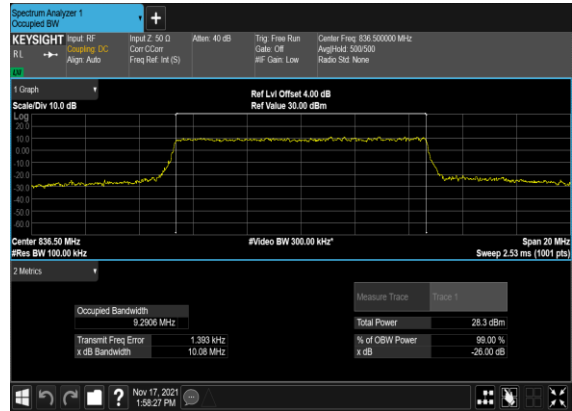 Spectrum Analyzer 1
Occupied BW
+
KEYSIGHT Input: RF Input Z: 50 Ω Atten: 40 dB Trig: Free Run Center Freq: 836.500000 MHz
RL Coupling: DC Corr CCorr Gate: Off Avg|Hold: 500/500
Align: Auto Freq Ref: Int (S) #IF Gain: Low Radio Std: None
LW
1 Graph
Ref Lvl Offset 4.00 dB
Scale/Div 10.0 dB Ref Value 30.00 dBm
Log
20.0
10.0
0.00
-10.0
-20.0
-30.0
-40.0
-50.0
-60.0
Center 836.50 MHz #Video BW 300.00 kHz* Span 20 MHz
#Res BW 100.00 kHz Sweep 2.53 ms (1001 pts)
2 Metrics
Measure Trace Trace 1
Occupied Bandwidth
9.2906 MHz Total Power 28.3 dBm
Transmit Freq Error 1.393 kHz % of OBW Power 99.00 %
x dB Bandwidth 10.08 MHz x dB -26.00 dB
? Nov 17, 2021
1:58:27 PM